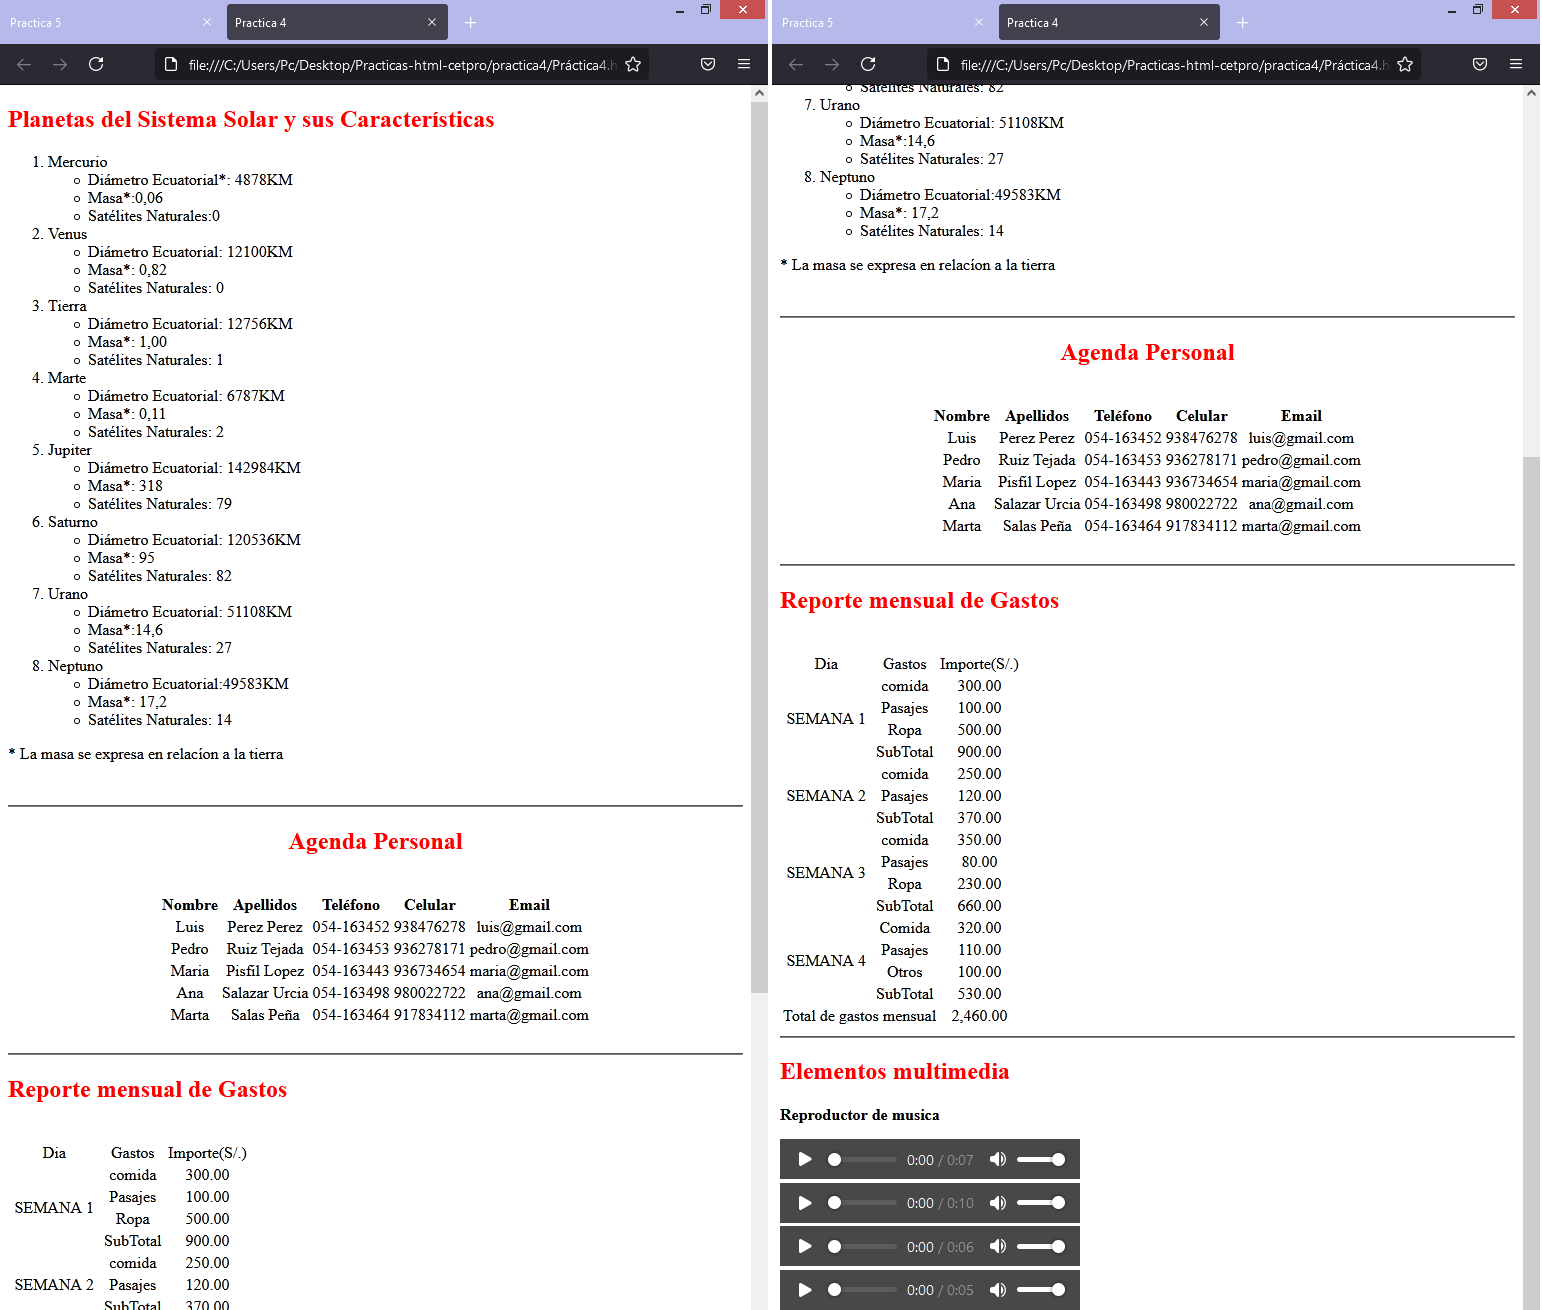 Practica 5
Practica 4
file:///C:/Users/Pc/Desktop/Practicas-html-cetpro/practica4/Práctica4.h
Planetas del Sistema Solar y sus Características
1. Mercurio
Diámetro Ecuatorial*: 4878KM
Masa*:0,06
Satélites Naturales:0
2. Venus
Diámetro Ecuatorial: 12100KM
Masa*: 0,82
Satélites Naturales: 0
3. Tierra
Diámetro Ecuatorial: 12756KM
Masa*: 1,00
Satélites Naturales: 1
4. Marte
Diámetro Ecuatorial: 6787KM
Masa*: 0,11
Satélites Naturales: 2
5. Jupiter
Diámetro Ecuatorial: 142984KM
Masa*: 318
Satélites Naturales: 79
6. Saturno
Diámetro Ecuatorial: 120536KM
Masa*: 95
Satélites Naturales: 82
7. Urano
Diámetro Ecuatorial: 51108KM
Masa*:14,6
Satélites Naturales: 27
8. Neptuno
Diámetro Ecuatorial:49583KM
Masa*: 17,2
Satélites Naturales: 14
* La masa se expresa en relacíon a la tierra
Agenda Personal
Nombre Apellidos Teléfono Celular Email
Luis Perez Perez 054-163452 938476278 luis@gmail.com
Pedro Ruiz Tejada 054-163453 936278171 pedro@gmail.com
Maria Pisfil Lopez 054-163443 936734654 maria@gmail.com
Ana Salazar Urcia 054-163498 980022722 ana@gmail.com
Marta Salas Peña 054-163464 917834112 marta@gmail.com
Reporte mensual de Gastos
Dia Gastos Importe(S/.)
comida 300.00
Pasajes 100.00
SEMANA 1
Ropa 500.00
SubTotal 900.00
comida 250.00
SEMANA 2 Pasajes 120.00
SubTotal 370.00
Practica 5
Practica 4
file:///C:/Users/Pc/Desktop/Practicas-html-cetpro/practica4/Práctica4.h
Satélites Naturales: 82
7. Urano
Diámetro Ecuatorial: 51108KM
Masa*:14,6
Satélites Naturales: 27
8. Neptuno
Diámetro Ecuatorial:49583KM
Masa*: 17,2
Satélites Naturales: 14
* La masa se expresa en relacíon a la tierra
Agenda Personal
Nombre Apellidos Teléfono Celular Email
Luis Perez Perez 054-163452 938476278 luis@gmail.com
Pedro Ruiz Tejada 054-163453 936278171 pedro@gmail.com
Maria Pisfil Lopez 054-163443 936734654 maria@gmail.com
Ana Salazar Urcia 054-163498 980022722 ana@gmail.com
Marta Salas Peña 054-163464 917834112 marta@gmail.com
Reporte mensual de Gastos
Dia Gastos Importe(S/.)
comida 300.00
Pasajes 100.00
SEMANA 1
Ropa 500.00
SubTotal 900.00
comida 250.00
SEMANA 2 Pasajes 120.00
SubTotal 370.00
comida 350.00
Pasajes 80.00
SEMANA 3
Ropa 230.00
SubTotal 660.00
Comida 320.00
Pasajes 110.00
SEMANA 4
Otros 100.00
SubTotal 530.00
Total de gastos mensual 2,460.00
Elementos multimedia
Reproductor de musica
0:00 / 0:07
0:00 / 0:10
0:00 / 0:06
0:00 / 0:05